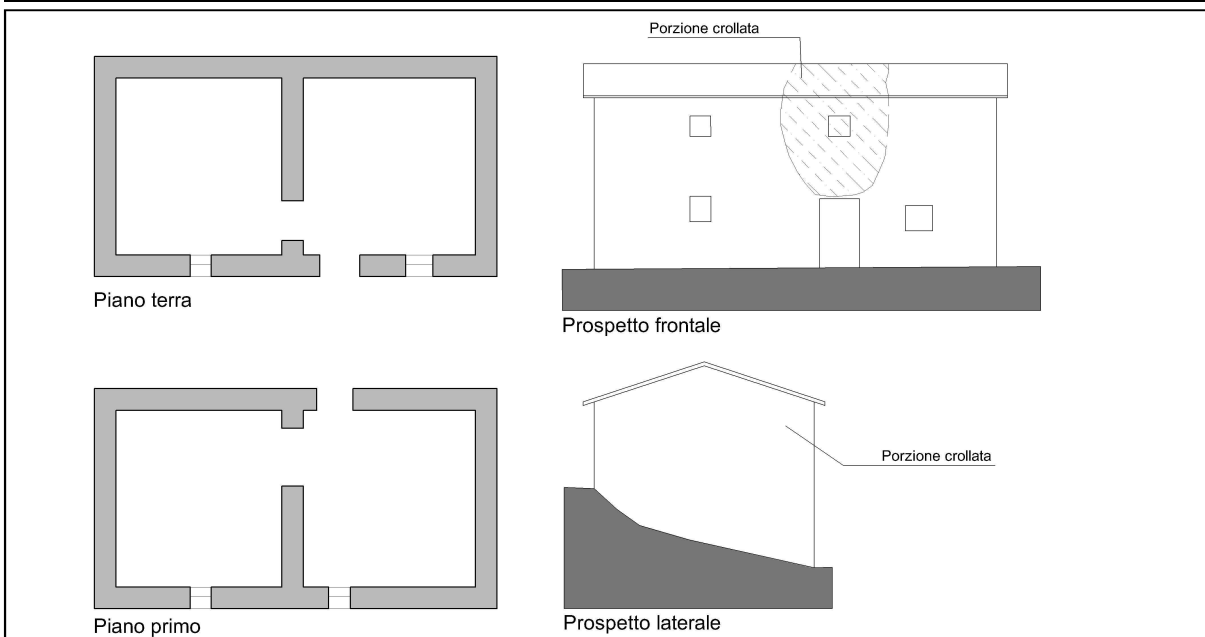 Porzione crollata
Piano terra
Prospetto frontale
Porzione crollata
Piano primo
Prospetto laterale